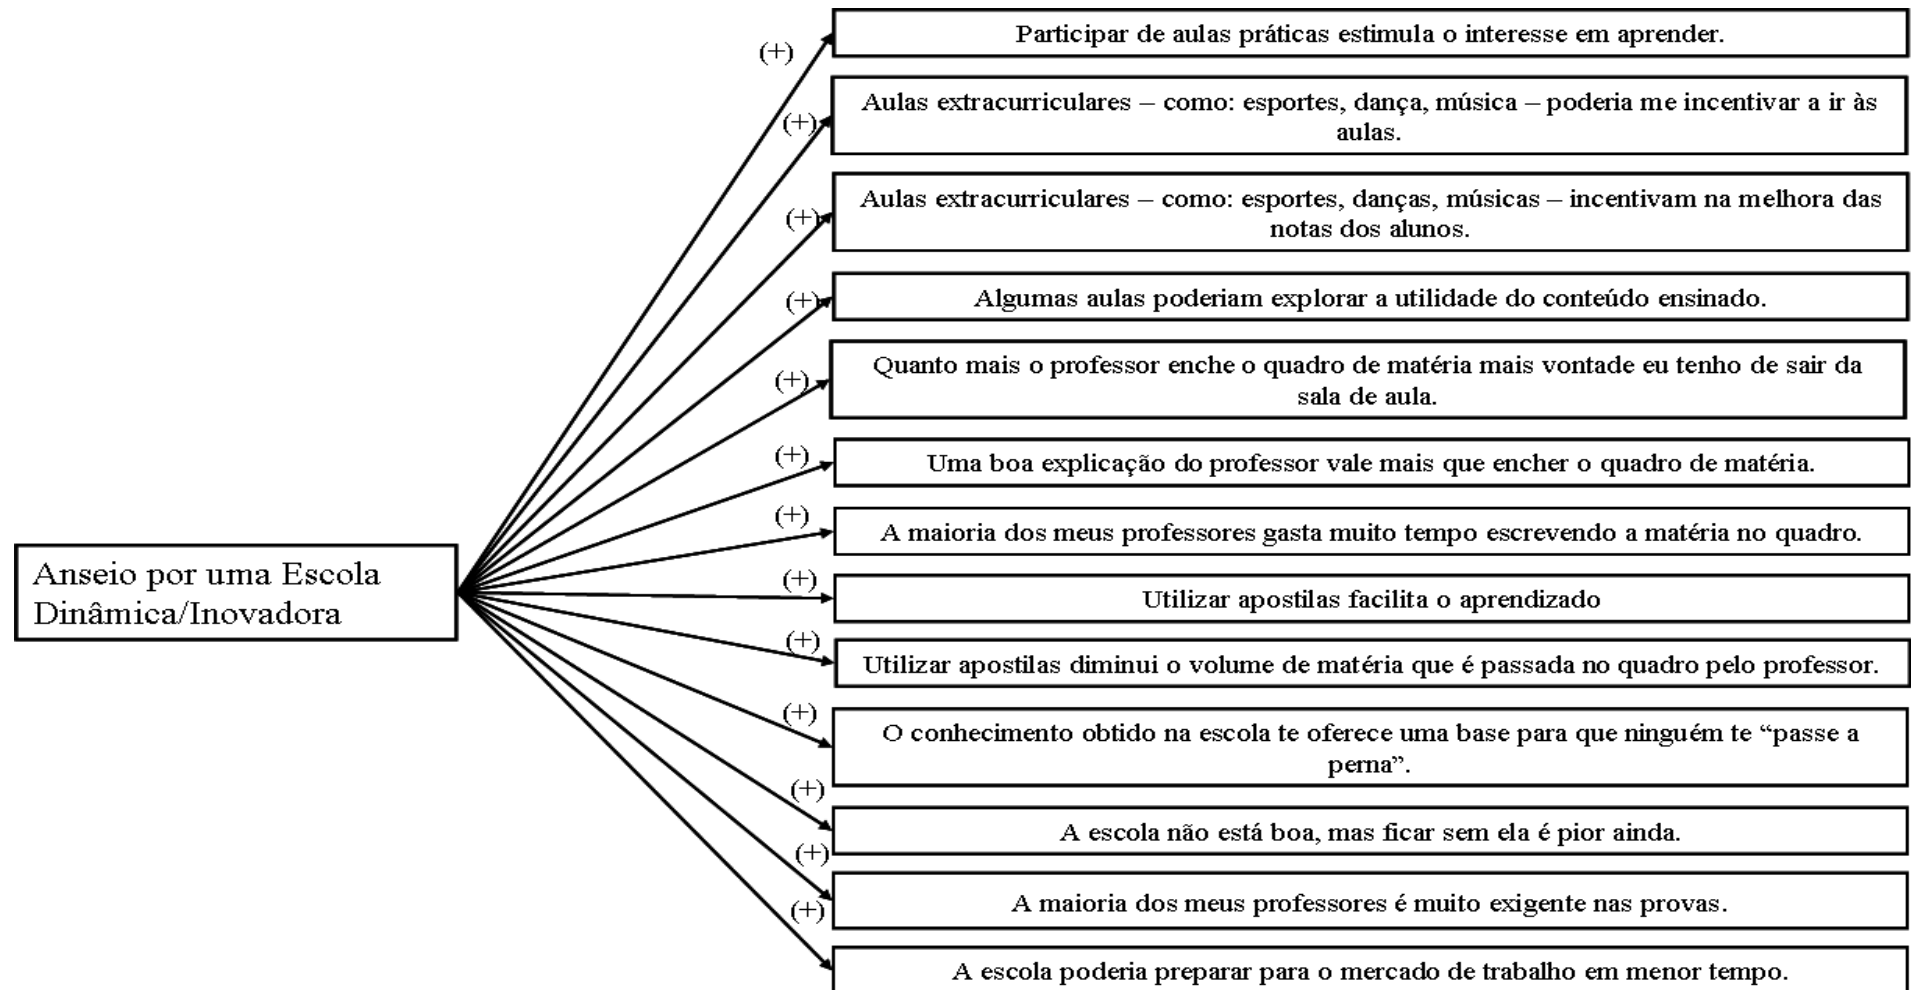 (+)
Participar de aulas práticas estimula o interesse em aprender.
(+)
Aulas extracurriculares – como: esportes, dança, música – poderia me incentivar a ir às
aulas.
(+)
Aulas extracurriculares – como: esportes, danças, músicas – incentivam na melhora das
notas dos alunos.
(+)
Algumas aulas poderiam explorar a utilidade do conteúdo ensinado.
(+)
Quanto mais o professor enche o quadro de matéria mais vontade eu tenho de sair da
sala de aula.
(+)
Uma boa explicação do professor vale mais que encher o quadro de matéria.
(+)
A maioria dos meus professores gasta muito tempo escrevendo a matéria no quadro.
Anseio por uma Escola
Dinâmica/Inovadora
(+)
Utilizar apostilas facilita o aprendizado
(+)
Utilizar apostilas diminui o volume de matéria que é passada no quadro pelo professor.
(+)
O conhecimento obtido na escola te oferece uma base para que ninguém te “passe a
perna”.
(+)
A escola não está boa, mas ficar sem ela é pior ainda.
(+)
A maioria dos meus professores é muito exigente nas provas.
(+)
A escola poderia preparar para o mercado de trabalho em menor tempo.